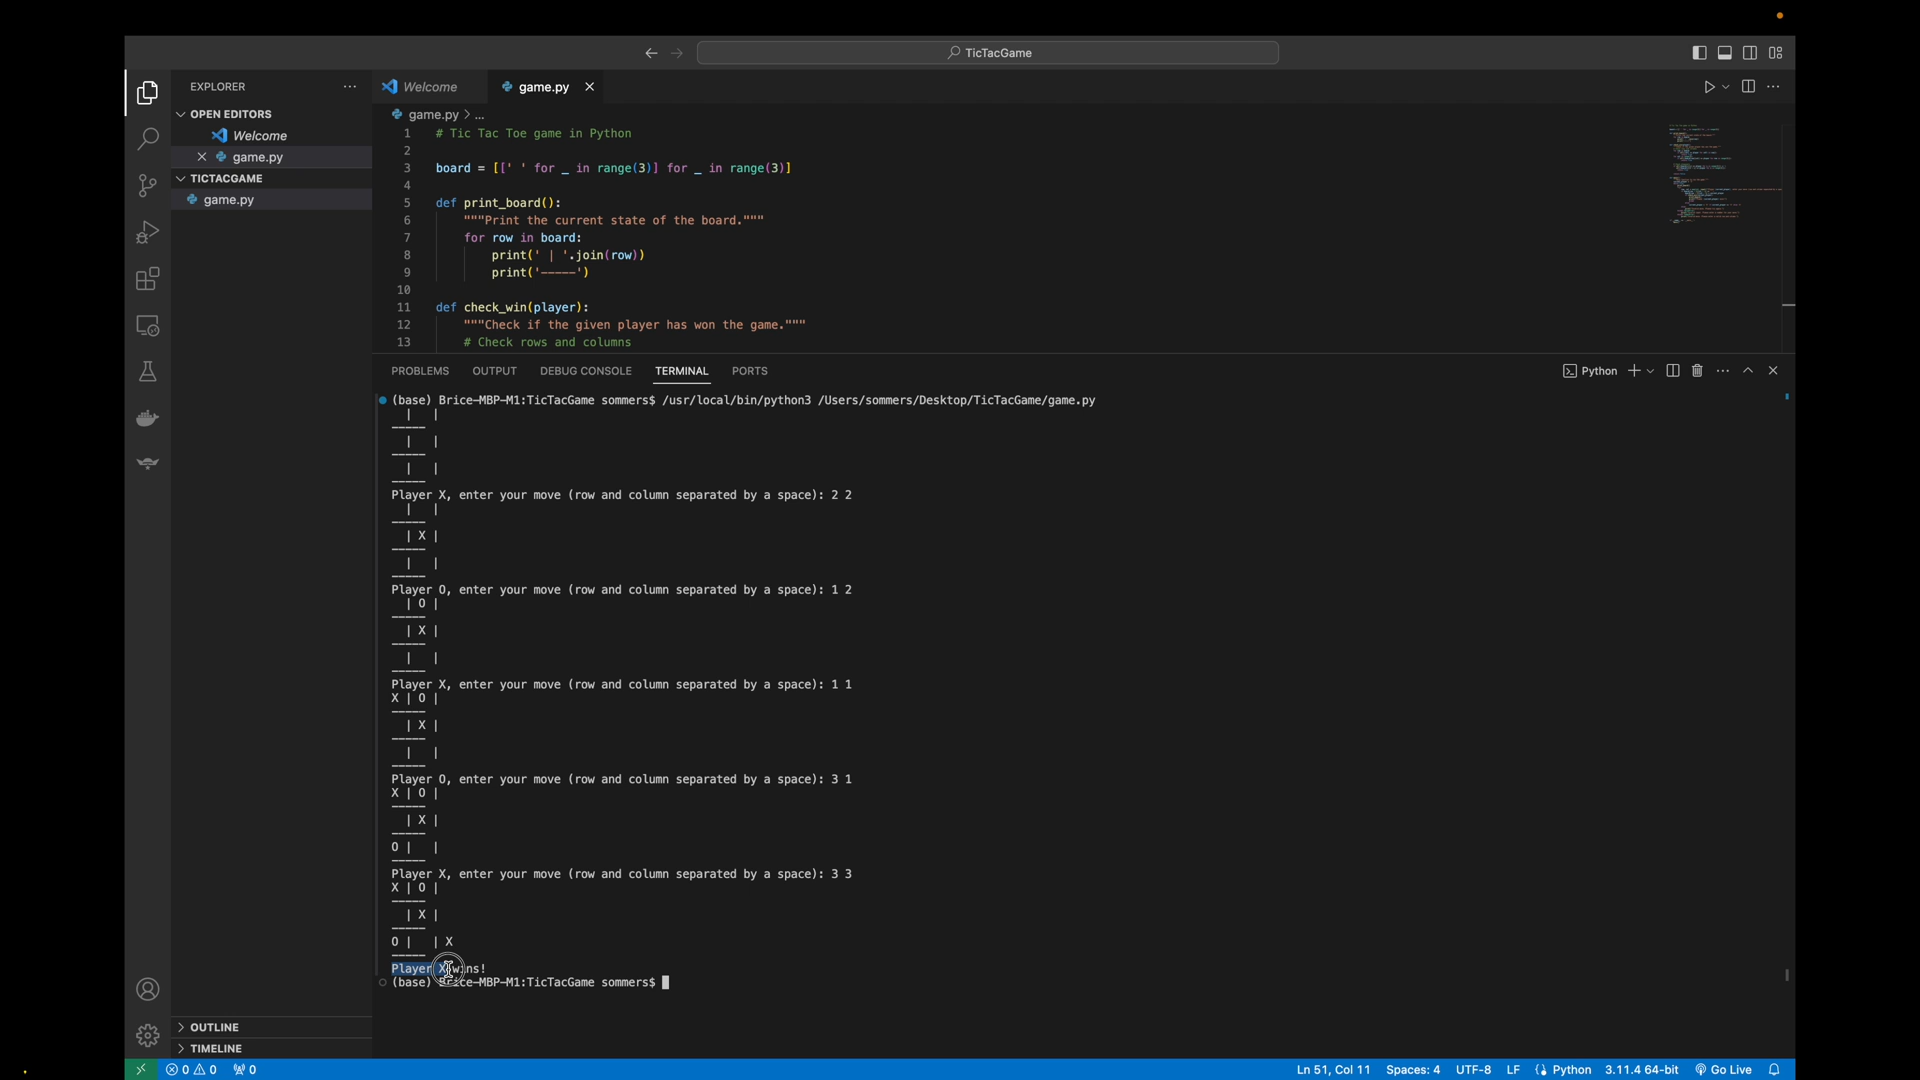 TicTacGame
EXPLORER
OPEN EDITORS
Welcome
game.py
TICTACGAME
game.py
OUTLINE
TIMELINE
Welcome
game.py
game.py > ...
1 # Tic Tac Toe game in Python
2
3 board = [[' ' for _ in range(3)] for _ in range(3)]
4
5 def print_board():
6 """Print the current state of the board."""
7 for row in board:
8 print(' | '.join(row))
9 print('-----')
10
11 def check_win(player):
12 """Check if the given player has won the game."""
13 # Check rows and columns
PROBLEMS OUTPUT DEBUG CONSOLE TERMINAL PORTS
Python
(base) Brice-MBP-M1:TicTacGame sommers$ /usr/local/bin/python3 /Users/sommers/Desktop/TicTacGame/game.py
  |   |
-----
  |   |
-----
  |   |
-----
Player X, enter your move (row and column separated by a space): 2 2
  |   |
-----
  | X |
-----
  |   |
-----
Player O, enter your move (row and column separated by a space): 1 2
  | O |
-----
  | X |
-----
  |   |
-----
Player X, enter your move (row and column separated by a space): 1 1
X | O |
-----
  | X |
-----
  |   |
-----
Player O, enter your move (row and column separated by a space): 3 1
X | O |
-----
  | X |
-----
O |   |
-----
Player X, enter your move (row and column separated by a space): 3 3
X | O |
-----
  | X |
-----
O |   | X
-----
Player X wins!
(base) Brice-MBP-M1:TicTacGame sommers$
0 0 0 Ln 51, Col 11 Spaces: 4 UTF-8 LF Python 3.11.4 64-bit Go Live